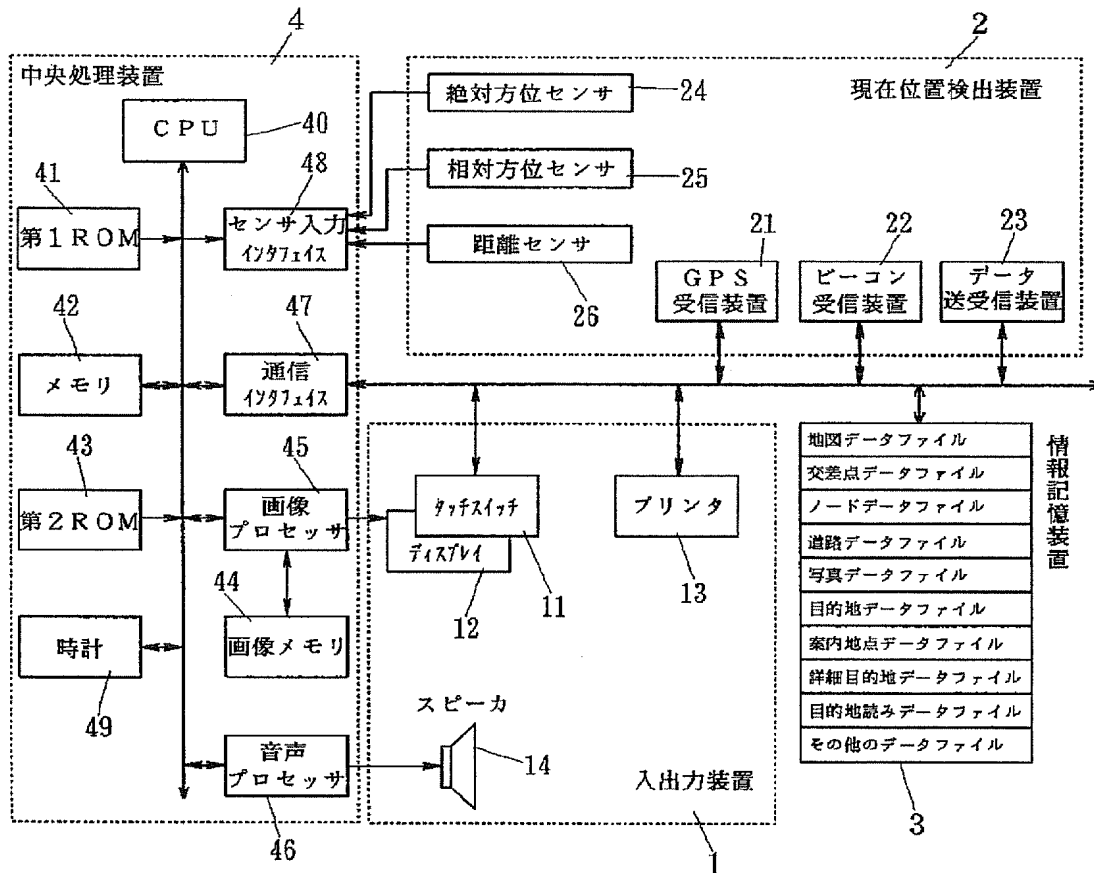 4
中央処理装置
CPU
40
41
第1ROM
48
センサ入力
インタフェイス
42
メモリ
47
通信
インタフェイス
43
第2ROM
45
画像
プロセッサ
44
画像メモリ
時計
49
音声
プロセッサ
46
2
現在位置検出装置
絶対方位センサ
24
相対方位センサ
25
距離センサ
26
21
GPS
受信装置
22
ビーコン
受信装置
23
データ
送受信装置
タッチスイッチ
ディスプレイ
11
12
プリンタ
13
スピーカ
14
入出力装置
1
地図データファイル
交差点データファイル
ノードデータファイル
道路データファイル
写真データファイル
目的地データファイル
案内地点データファイル
詳細目的地データファイル
目的地読みデータファイル
その他のデータファイル
情報記憶装置
3